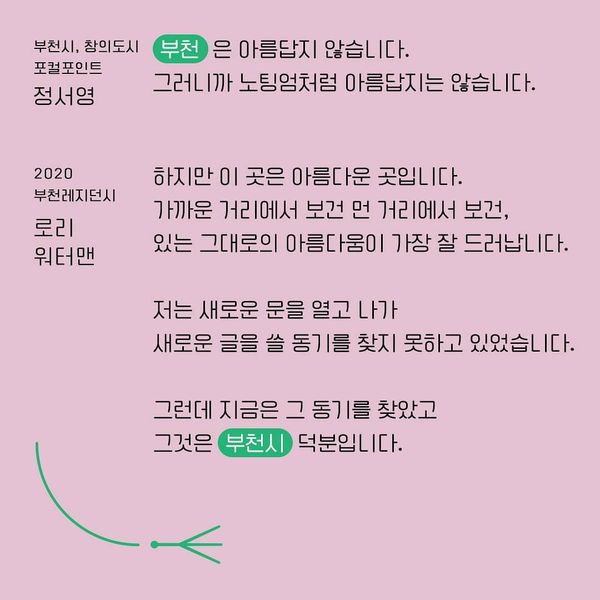 부천시, 창의도시
포컬포인트
정서영
부천 은 아름답지 않습니다.
그러니까 노팅엄처럼 아름답지는 않습니다.
2020
부천레지던시
로리
워터맨
하지만 이 곳은 아름다운 곳입니다.
가까운 거리에서 보건 먼 거리에서 보건,
있는 그대로의 아름다움이 가장 잘 드러납니다.
저는 새로운 문을 열고 나가
새로운 글을 쓸 동기를 찾지 못하고 있었습니다.
그런데 지금은 그 동기를 찾았고
그것은 부천시 덕분입니다.